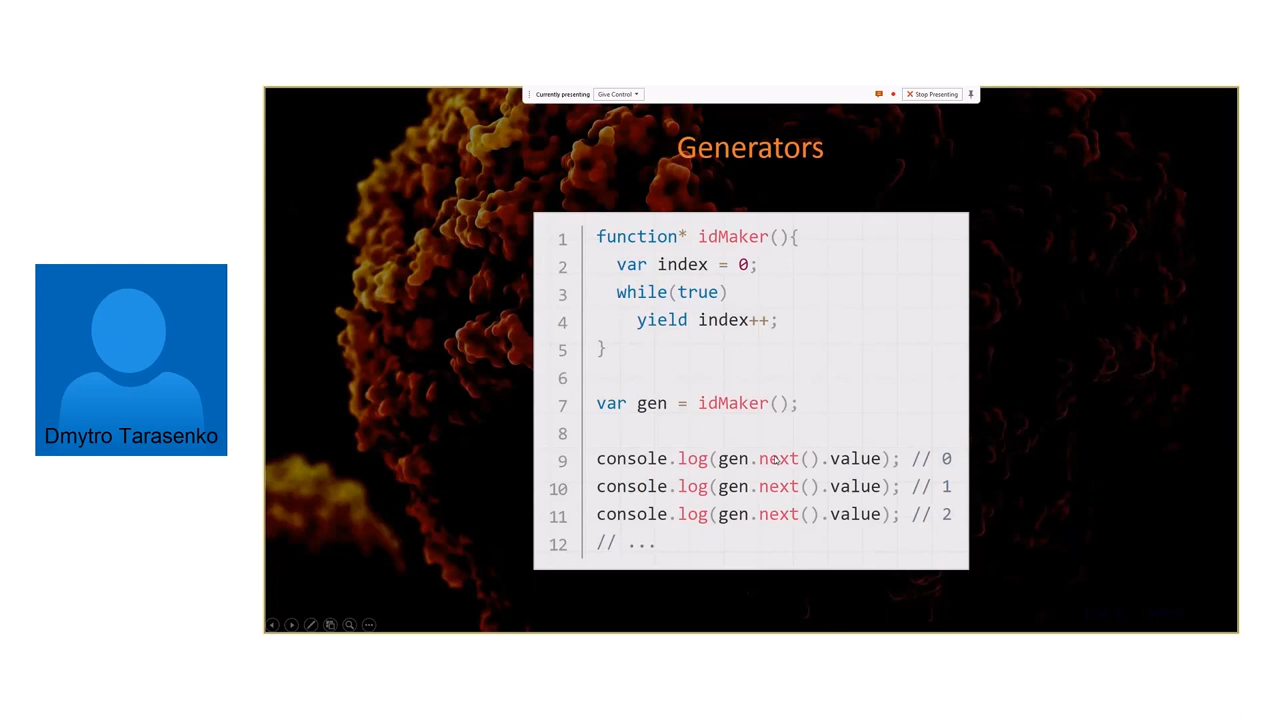 Currently presenting Give Control Stop Presenting
Generators
1 function* idMaker(){
2 var index = 0;
3 while(true)
4 yield index++;
5 }
6
7 var gen = idMaker();
8
9 console.log(gen.next().value); // 0
10 console.log(gen.next().value); // 1
11 console.log(gen.next().value); // 2
12 // ...
Dmytro Tarasenko